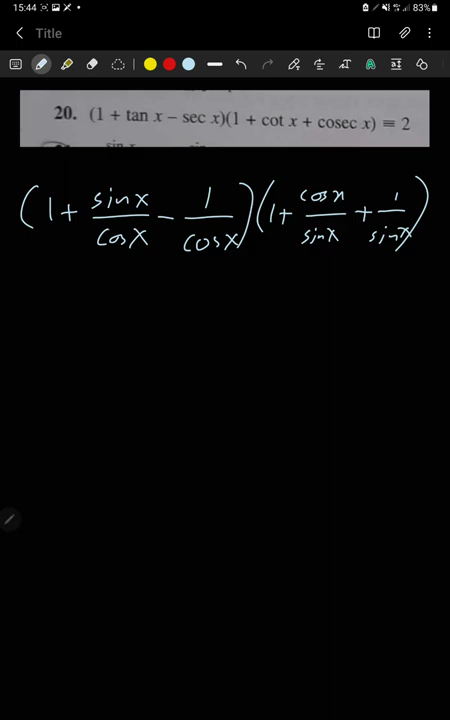 15:44 83%
Title
20. (1 + tan x − sec x)(1 + cot x + cosec x) ≡ 2
(1 + sinx/cosx − 1/cosx)(1 + cosx/sinx + 1/sinx)